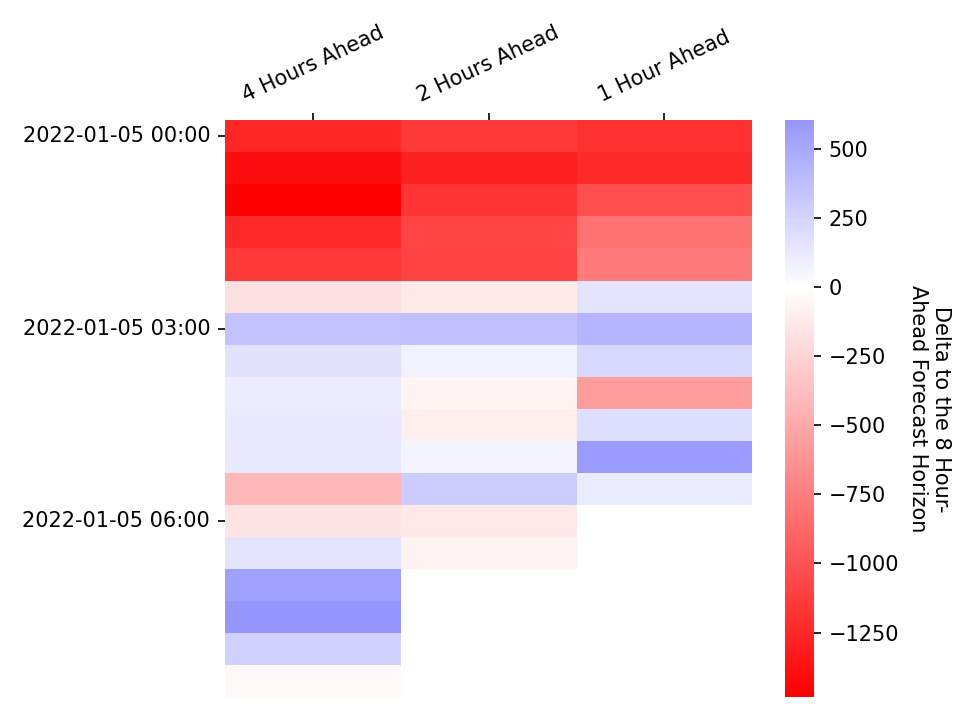 4 Hours Ahead
2 Hours Ahead
1 Hour Ahead
2022-01-05 00:00
2022-01-05 03:00
2022-01-05 06:00
500
250
0
−250
−500
−750
−1000
−1250
Delta to the 8 Hour-
Ahead Forecast Horizon